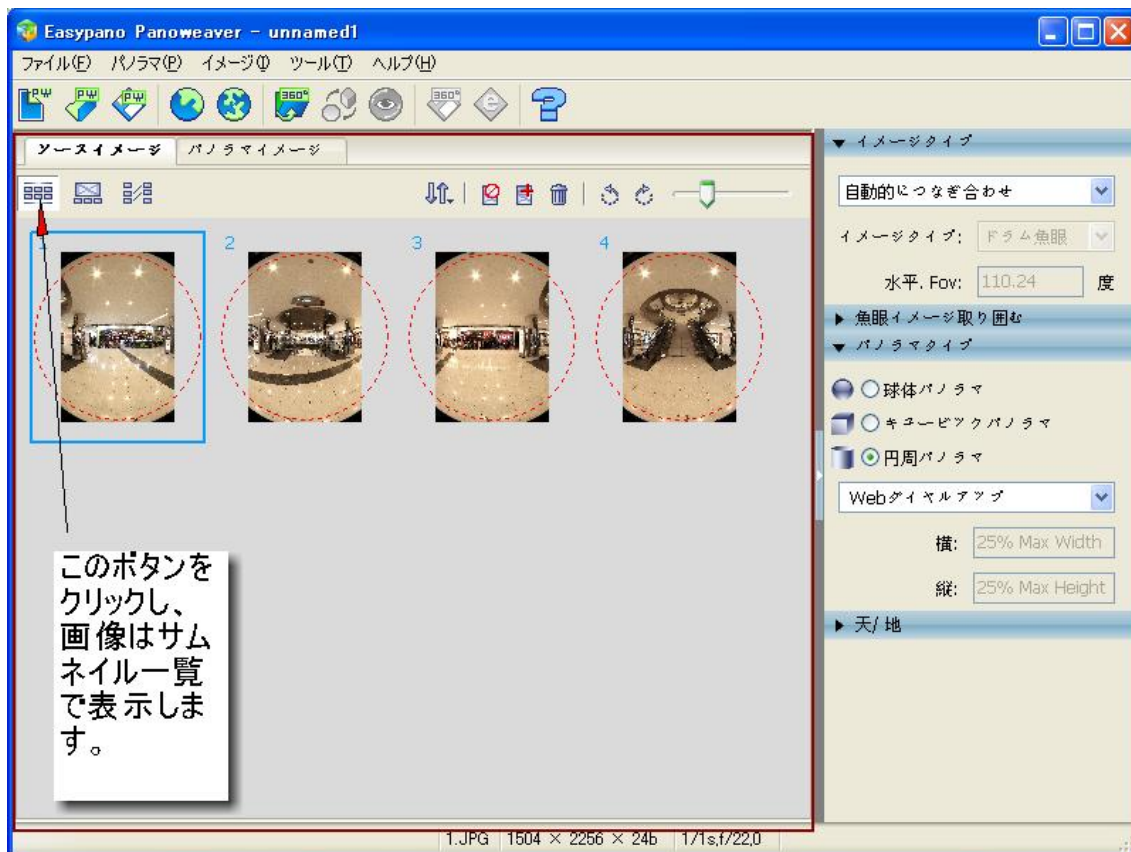 Easypano Panoweaver - unnamed1
ファイル(F) パノラマ(P) イメージ(I) ツール(T) ヘルプ(H)
ソースイメージ パノラマイメージ
1 2 3 4
このボタンを
クリックし、
画像はサム
ネイル一覧
で表示しま
す。
イメージタイプ
自動的につなぎ合わせ
イメージタイプ: ドラム魚眼
水平. Fov: 110.24 度
魚眼イメージ取り囲む
パノラマタイプ
球体パノラマ
キュービックパノラマ
円周パノラマ
Webダイヤルアップ
横: 25% Max Width
縦: 25% Max Height
天/地
1.JPG 1504 × 2256 × 24b 1/1s,f/22,0